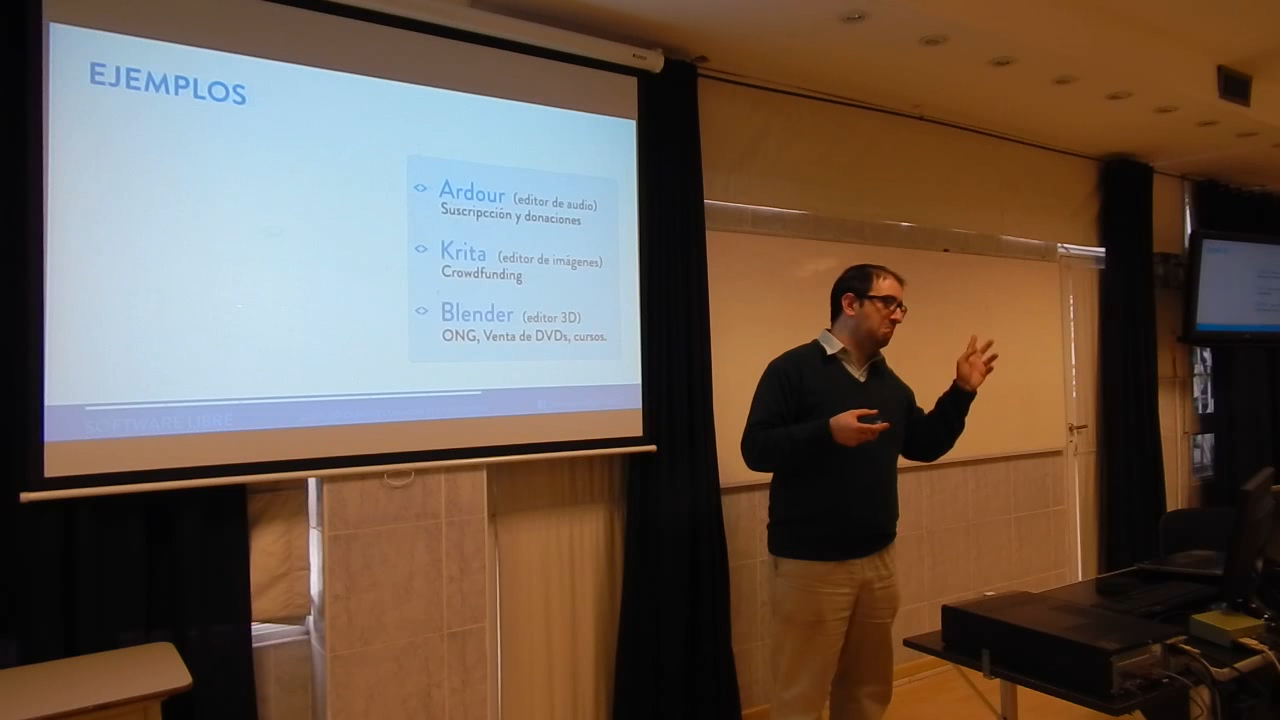 EJEMPLOS
Ardour (editor de audio)
Suscripcción y donaciones
Krita (editor de imágenes)
Crowdfunding
Blender (editor 3D)
ONG, Venta de DVDs, cursos.
SOFTWARE LIBRE